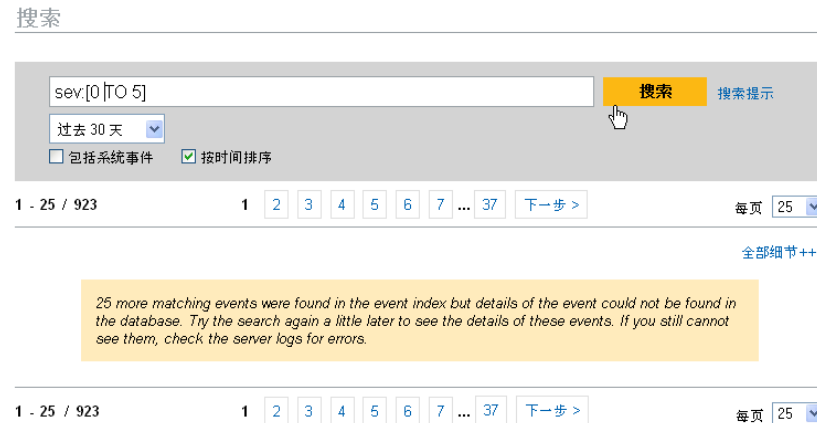 搜索
sev:[0 TO 5]
搜索
搜索提示
过去 30 天
包括系统事件
按时间排序
1 - 25 / 923
1 2 3 4 5 6 7 ... 37 下一步 >
每页 25
全部细节++
25 more matching events were found in the event index but details of the event could not be found in
the database. Try the search again a little later to see the details of these events. If you still cannot
see them, check the server logs for errors.
1 - 25 / 923
1 2 3 4 5 6 7 ... 37 下一步 >
每页 25